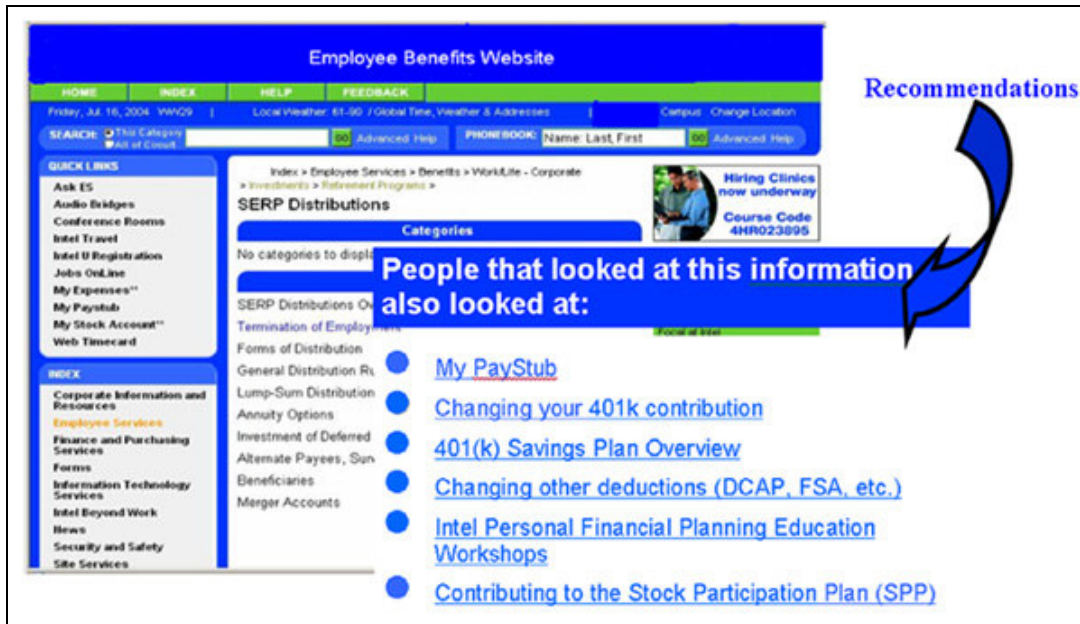 Employee Benefits Website
Recommendations
HOME INDEX HELP FEEDBACK
Friday, Jul. 16, 2004 WW29 | Local Weather: 61-90 / Global Time, Weather & Addresses | Campus Change Location
SEARCH: This Category GO Advanced Help PHONEBOOK: Name: Last, First GO Advanced Help
All of Circuit
QUICK LINKS
Ask ES
Audio Bridges
Conference Rooms
Intel Travel
Intel U Registration
Jobs OnLine
My Expenses**
My Paystub
My Stock Account**
Web Timecard
INDEX
Corporate Information and
Resources
Employee Services
Finance and Purchasing
Services
Forms
Information Technology
Services
Intel Beyond Work
News
Security and Safety
Site Services
Index > Employee Services > Benefits > Work/Life - Corporate
> Investments > Retirement Programs >
SERP Distributions
Categories
No categories to displa
SERP Distributions Ov
Termination of Employment
Forms of Distribution
General Distribution Ru
Lump-Sum Distribution
Annuity Options
Investment of Deferred
Alternate Payees, Sur
Beneficiaries
Merger Accounts
Hiring Clinics
now underway
Course Code
4HR023895
Focal at Intel
People that looked at this information
also looked at:
My PayStub
Changing your 401k contribution
401(k) Savings Plan Overview
Changing other deductions (DCAP, FSA, etc.)
Intel Personal Financial Planning Education
Workshops
Contributing to the Stock Participation Plan (SPP)